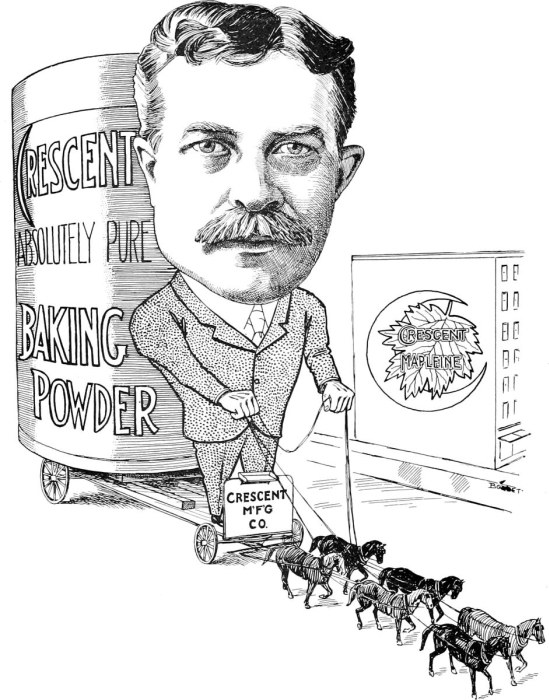 CRESCENT
ABSOLUTELY PURE
BAKING
POWDER
CRESCENT
MAPLEINE
CRESCENT
M'F'G
CO.